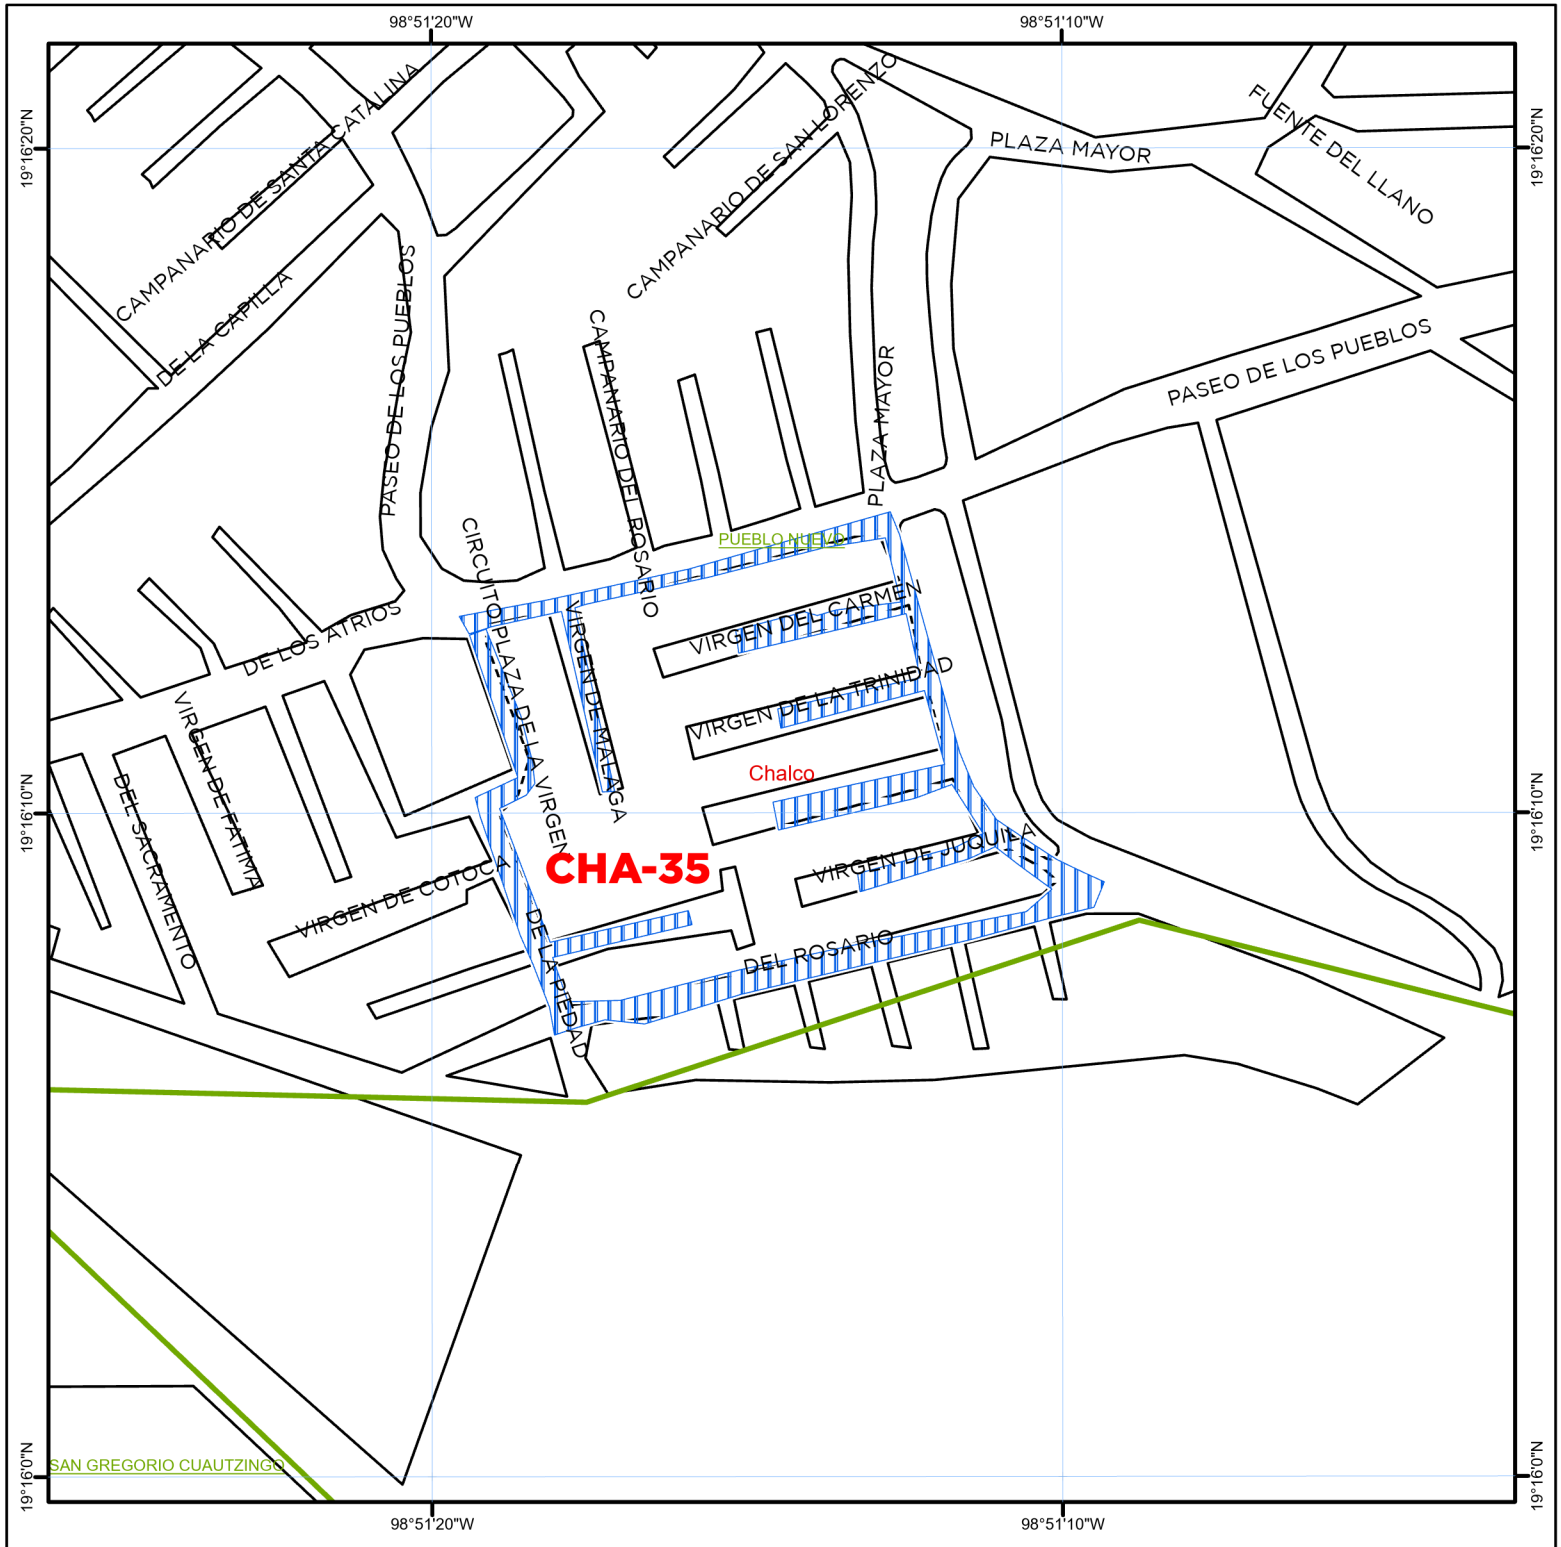 98°51'20"W
98°51'10"W
19°16'20"N
19°16'20"N
CAMPANARIO DE SANTA CATALINA
CAMPANARIO DE SAN LORENZO
PLAZA MAYOR
FUENTE DEL LLANO
DE LA CAPILLA
PASEO DE LOS PUEBLOS
CAMPANARIO DEL ROSARIO
PLAZA MAYOR
PASEO DE LOS PUEBLOS
PUEBLO NUEVO
CIRCUITO PLAZA DE LA VIRGEN
VIRGEN DE MALAGA
VIRGEN DEL CARMEN
DE LOS ATRIOS
VIRGEN DE LA TRINIDAD
VIRGEN DE FATIMA
DEL SACRAMENTO
Chalco
19°16'10"N
19°16'10"N
CHA-35
VIRGEN DE JUQUILA
VIRGEN DE COTOCA
DE LA PIEDAD
DEL ROSARIO
SAN GREGORIO CUAUTZINGO
19°16'0"N
19°16'0"N
98°51'20"W
98°51'10"W